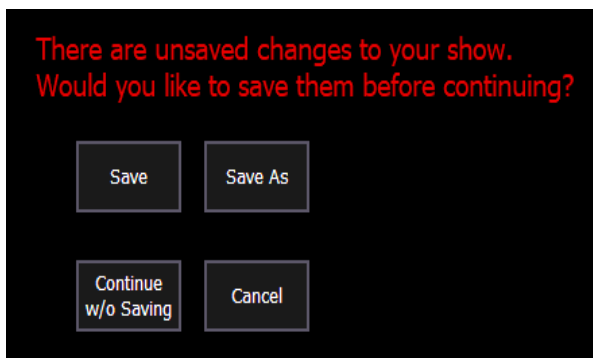 There are unsaved changes to your show.
Would you like to save them before continuing?
Save
Save As
Continue
w/o Saving
Cancel